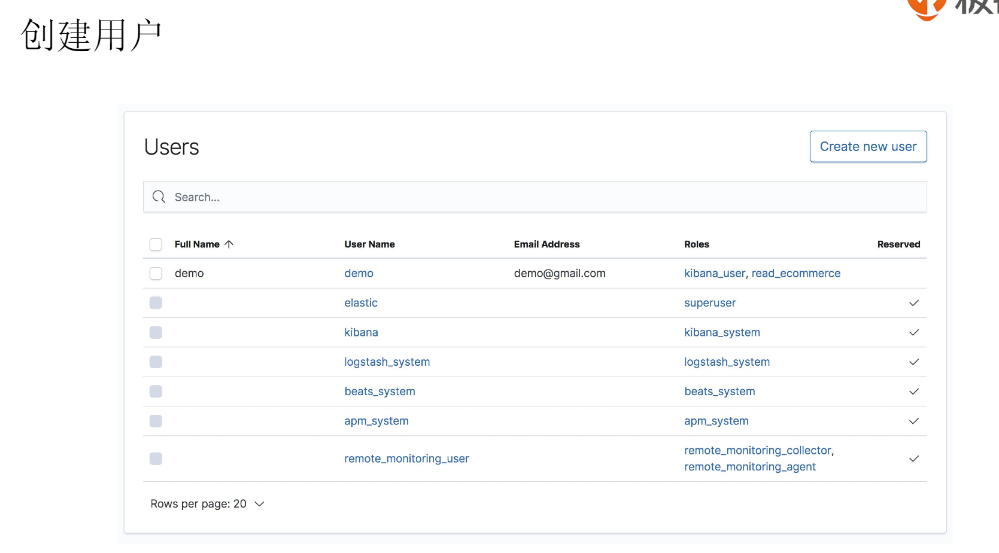 创建用户
Users
Create new user
Search...
Full Name User Name Email Address Roles Reserved
demo demo demo@gmail.com kibana_user, read_ecommerce
elastic superuser
kibana kibana_system
logstash_system logstash_system
beats_system beats_system
apm_system apm_system
remote_monitoring_user remote_monitoring_collector,
remote_monitoring_agent
Rows per page: 20